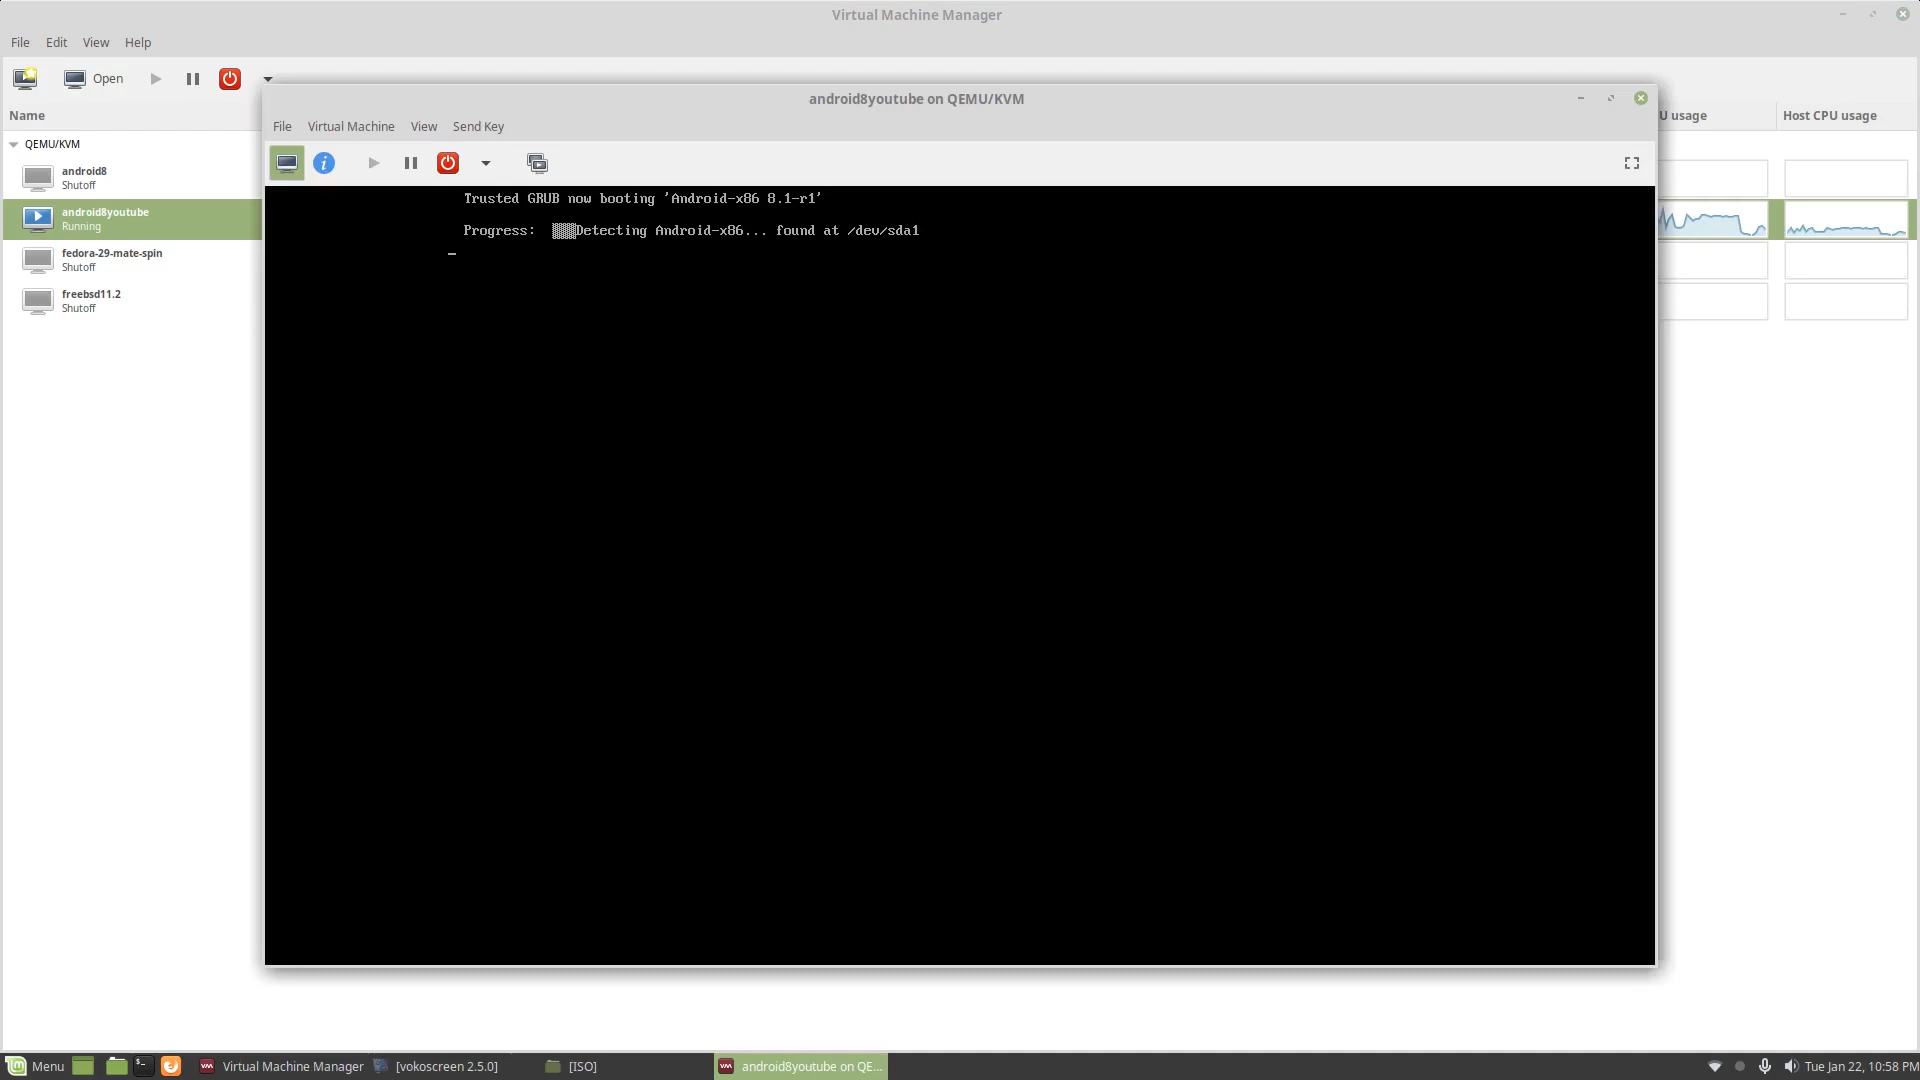 Virtual Machine Manager
File Edit View Help
Open
Name
U usage Host CPU usage
QEMU/KVM
android8
Shutoff
android8youtube
Running
fedora-29-mate-spin
Shutoff
freebsd11.2
Shutoff
android8youtube on QEMU/KVM
File Virtual Machine View Send Key
Trusted GRUB now booting 'Android-x86 8.1-r1'
Progress: Detecting Android-x86... found at /dev/sda1
Menu Virtual Machine Manager [vokoscreen 2.5.0] [ISO] android8youtube on QE... Tue Jan 22, 10:58 PM